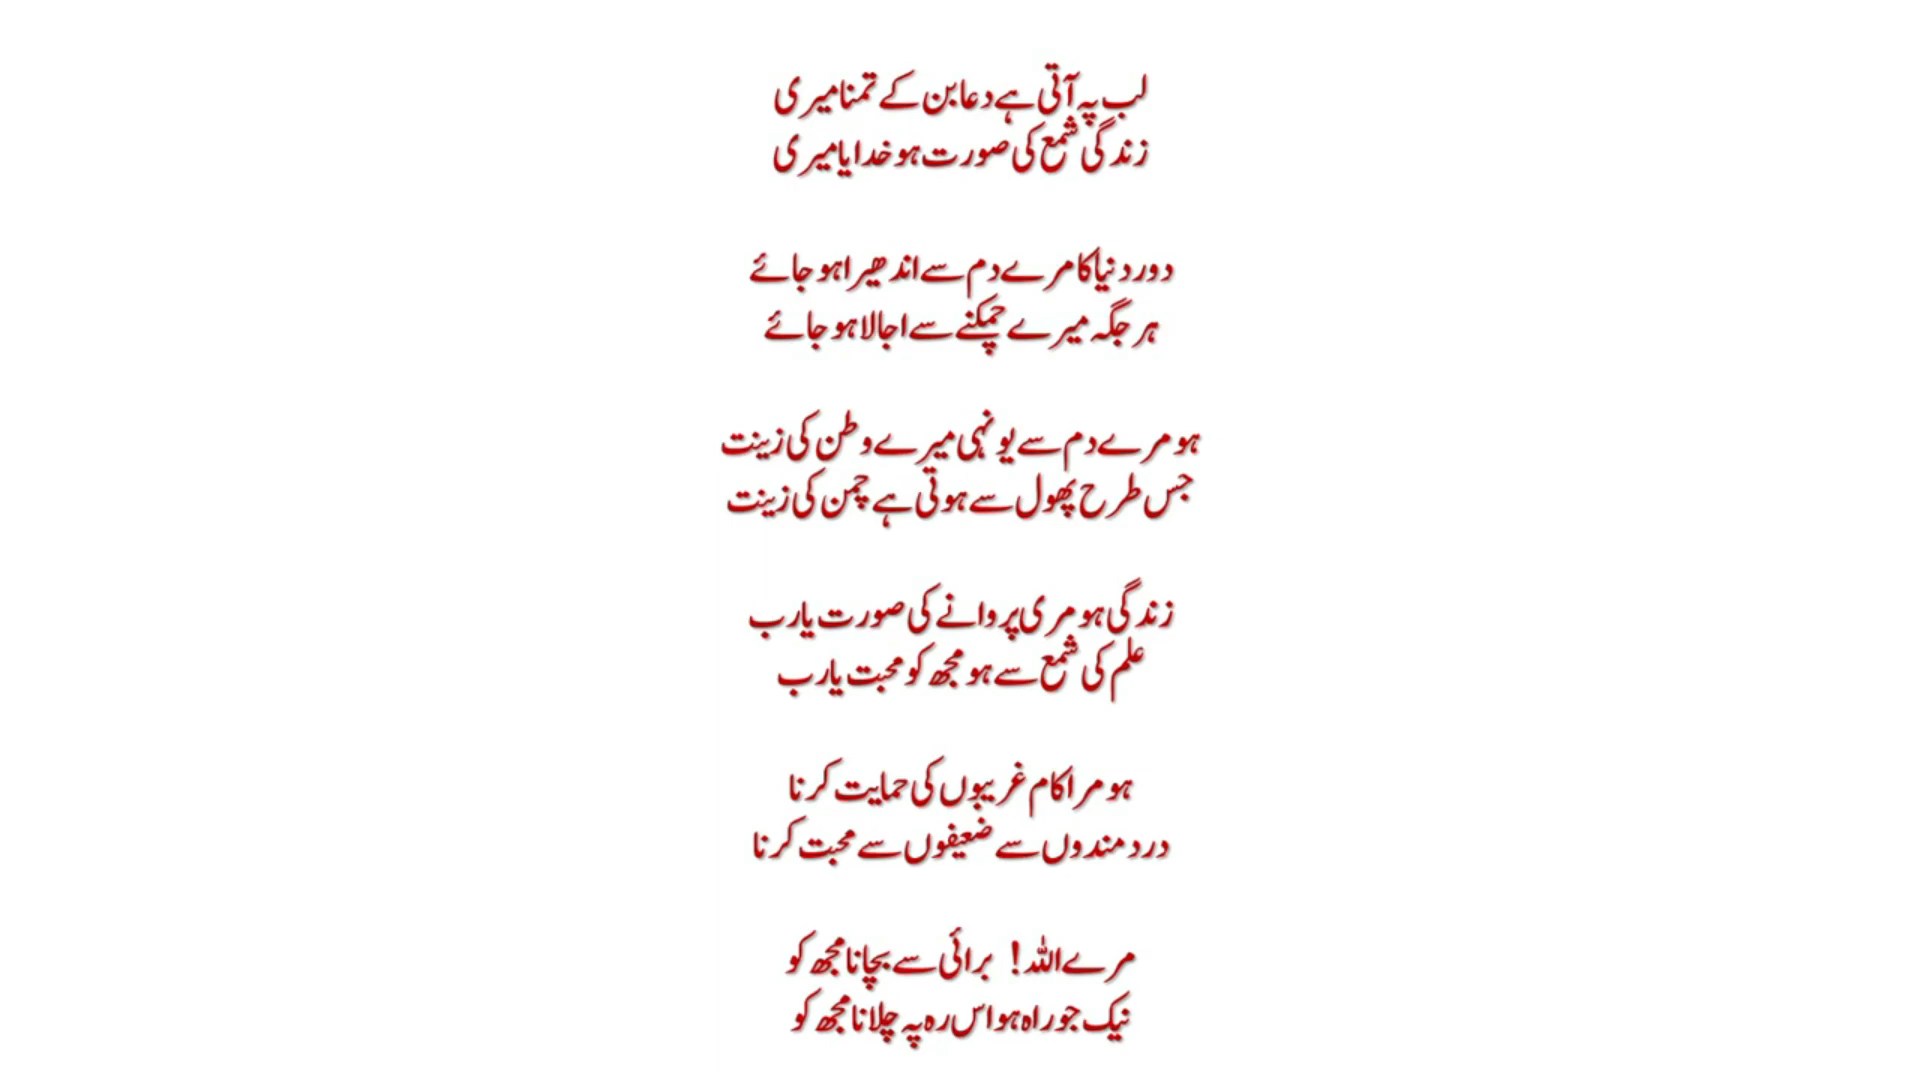 لب پہ آتی ہے دعا بن کے تمنا میری
زندگی شمع کی صورت ہو خدایا میری
دور دنیا کا مرے دم سے اندھیرا ہو جائے
ہر جگہ میرے چمکنے سے اجالا ہو جائے
ہو مرے دم سے یونہی میرے وطن کی زینت
جس طرح پھول سے ہوتی ہے چمن کی زینت
زندگی ہو مری پروانے کی صورت یارب
علم کی شمع سے ہو مجھ کو محبت یارب
ہو مرا کام غریبوں کی حمایت کرنا
درد مندوں سے ضعیفوں سے محبت کرنا
مرے اللہ! برائی سے بچانا مجھ کو
نیک جو راہ ہو اس رہ پہ چلانا مجھ کو